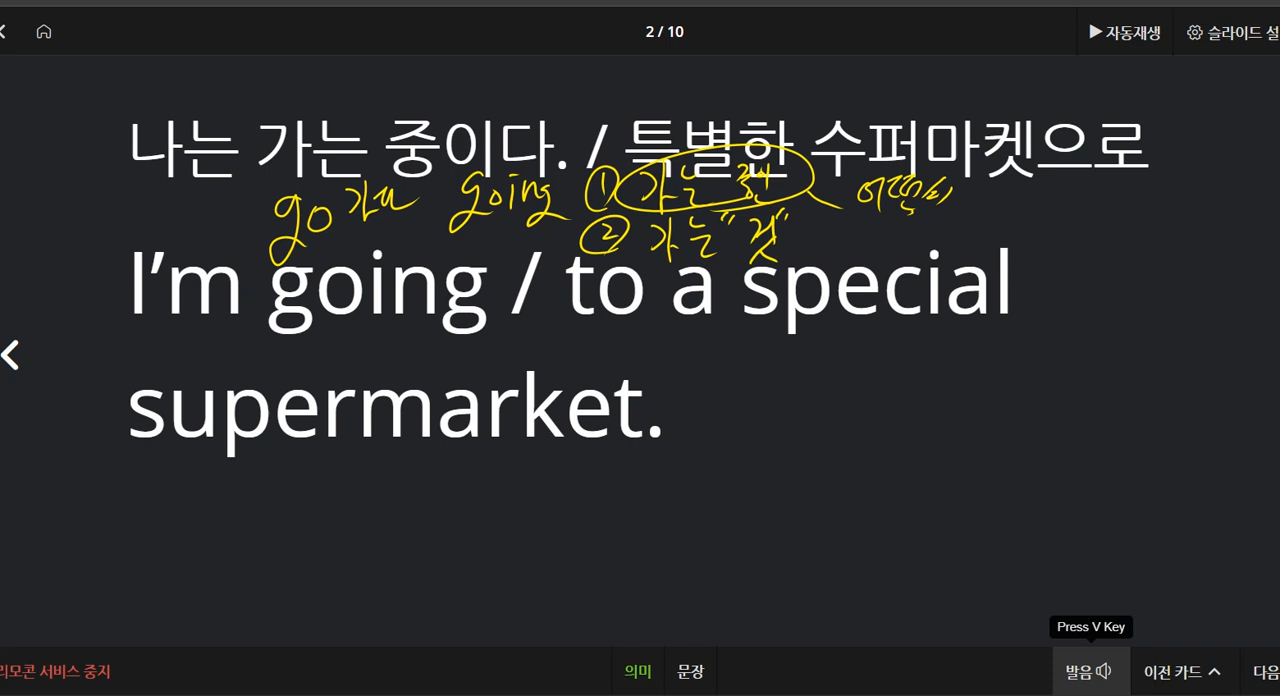 2 / 10
▶ 자동재생
슬라이드 설
나는 가는 중이다. / 특별한 수퍼마켓으로
go 가다 going ① 가는
② 가는 "것"
I'm going / to a special
supermarket.
Press V Key
리모콘 서비스 중지
의미
문장
발음
이전 카드
다음